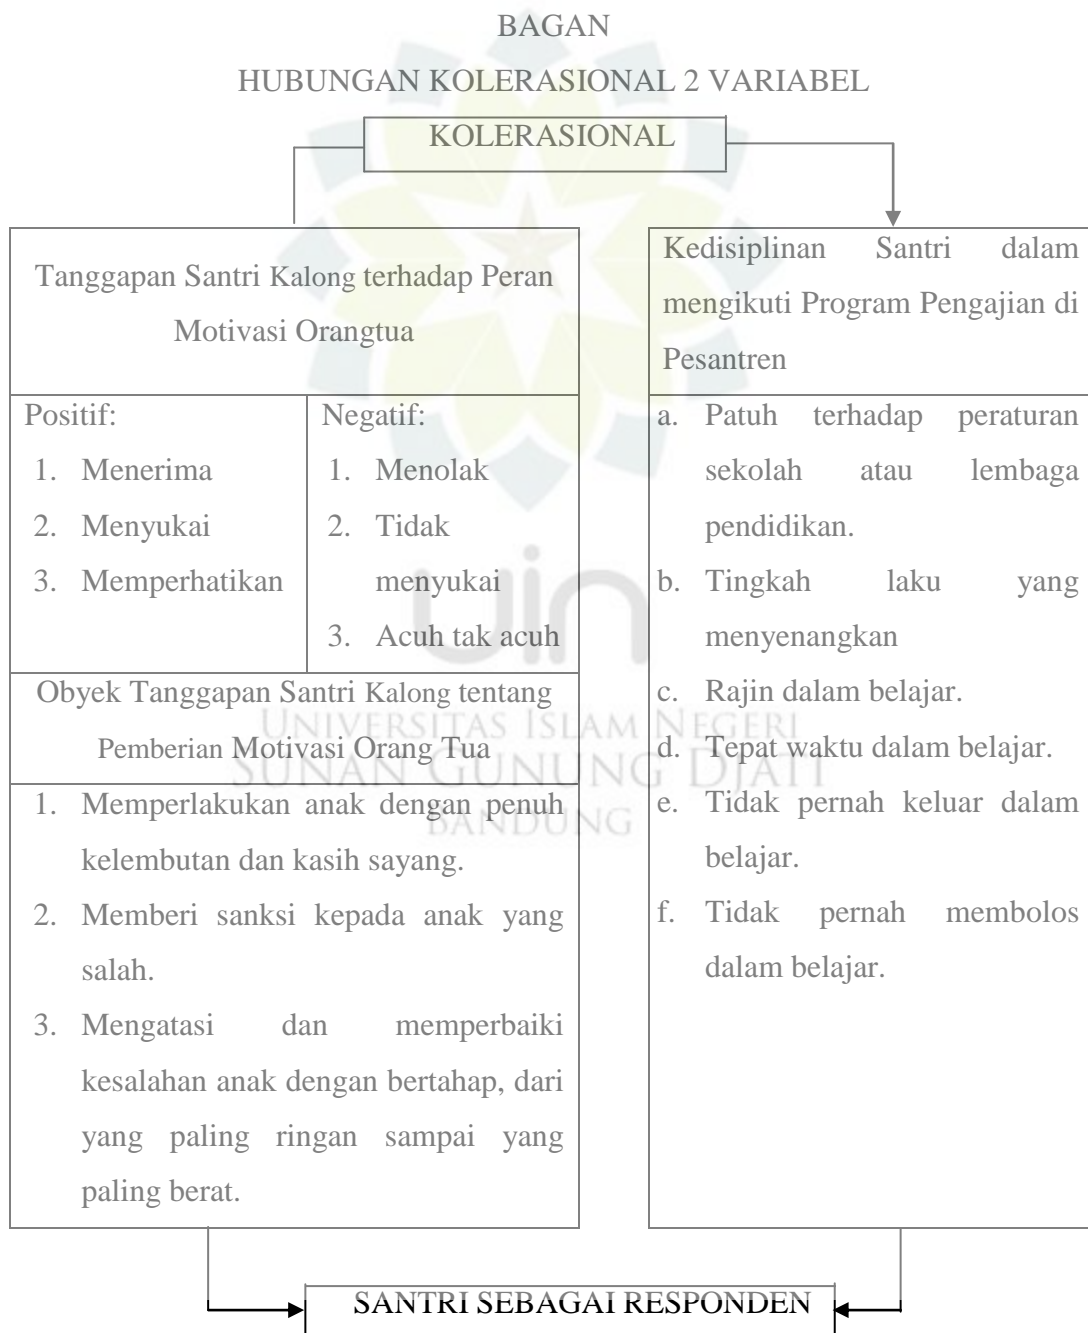 BAGAN
HUBUNGAN KOLERASIONAL 2 VARIABEL
KOLERASIONAL
Tanggapan Santri Kalong terhadap Peran
Motivasi Orangtua
Positif:
1. Menerima
2. Menyukai
3. Memperhatikan
Negatif:
1. Menolak
2. Tidak
menyukai
3. Acuh tak acuh
Obyek Tanggapan Santri Kalong tentang
Pemberian Motivasi Orang Tua
1. Memperlakukan anak dengan penuh
kelembutan dan kasih sayang.
2. Memberi sanksi kepada anak yang
salah.
3. Mengatasi dan memperbaiki
kesalahan anak dengan bertahap, dari
yang paling ringan sampai yang
paling berat.
Kedisiplinan Santri dalam
mengikuti Program Pengajian di
Pesantren
a. Patuh terhadap peraturan
sekolah atau lembaga
pendidikan.
b. Tingkah laku yang
menyenangkan
c. Rajin dalam belajar.
d. Tepat waktu dalam belajar.
e. Tidak pernah keluar dalam
belajar.
f. Tidak pernah membolos
dalam belajar.
SANTRI SEBAGAI RESPONDEN
uin
UNIVERSITAS ISLAM NEGERI
SUNAN GUNUNG DJATI
BANDUNG